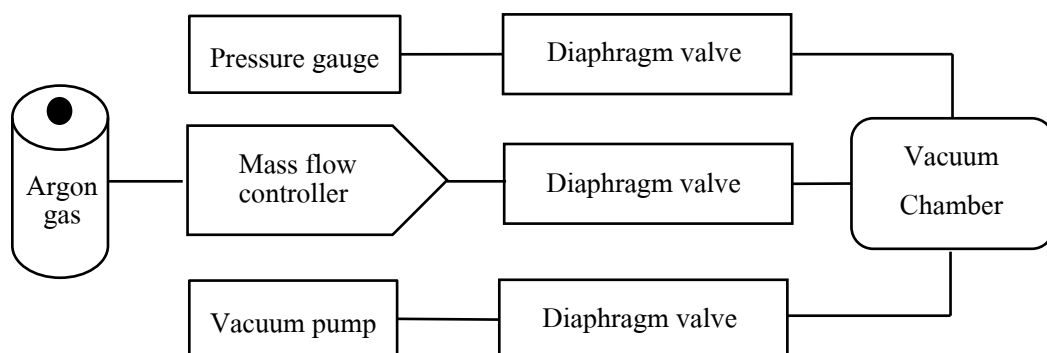 Pressure gauge
Diaphragm valve
Argon
gas
Mass flow
controller
Diaphragm valve
Vacuum
Chamber
Vacuum pump
Diaphragm valve